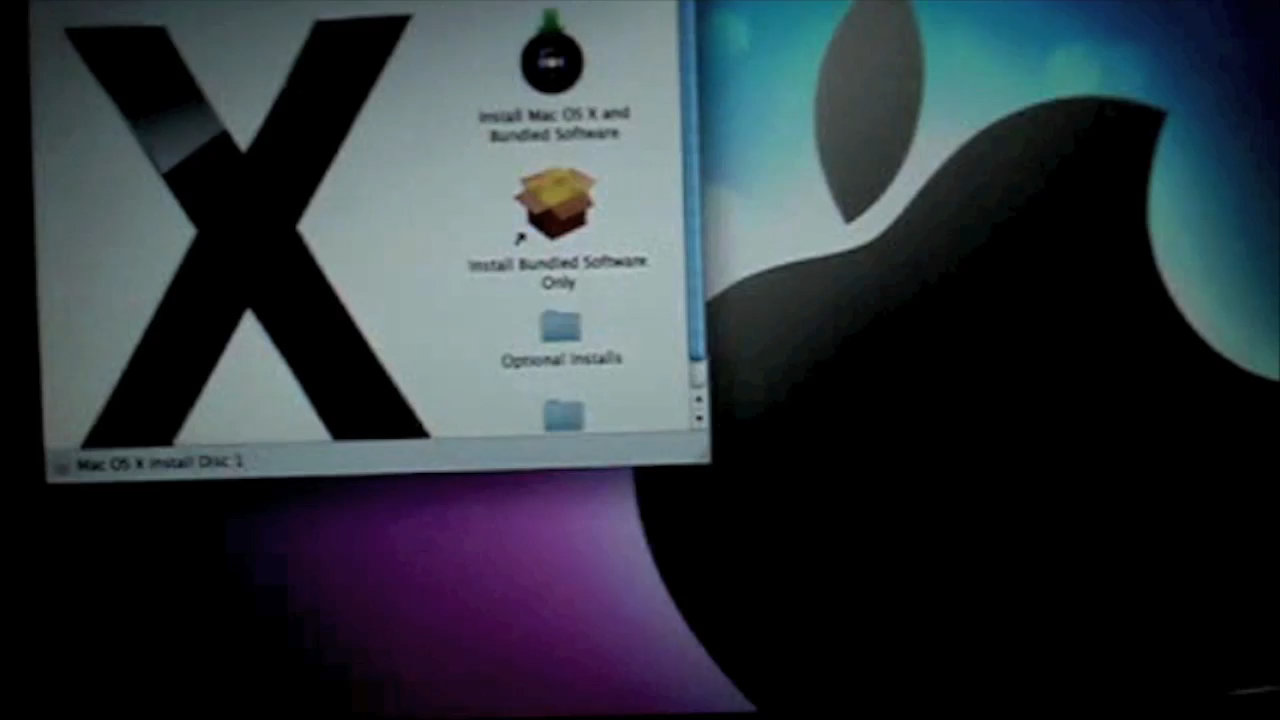 X
Install Mac OS X and
Bundled Software
Install Bundled Software
Only
Optional Installs
Mac OS X Install Disc 1